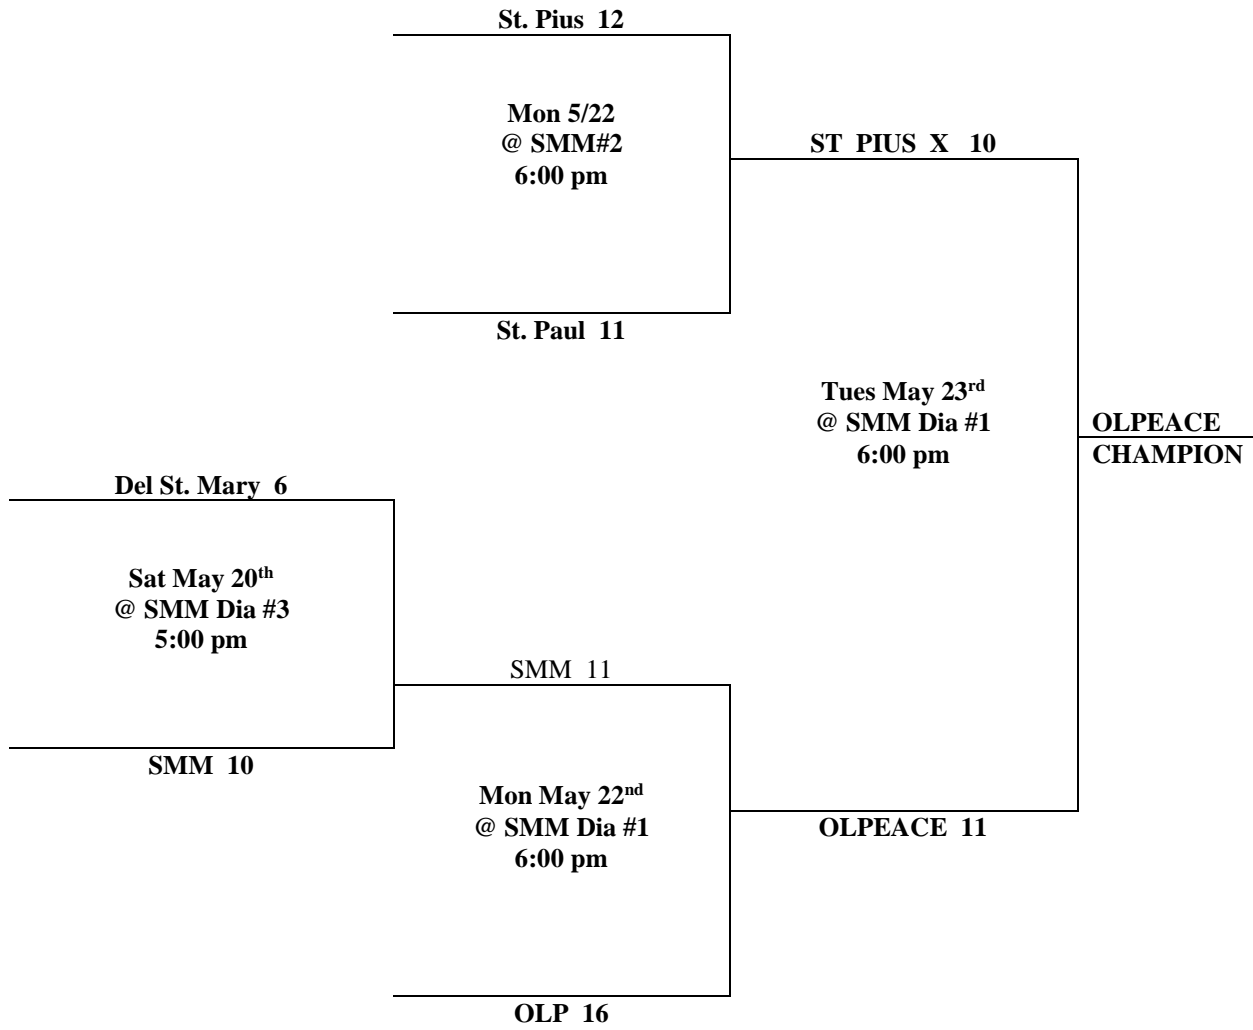 St. Pius 12
Mon 5/22
@ SMM#2
6:00 pm
ST PIUS X 10
St. Paul 11
Tues May 23rd
@ SMM Dia #1
6:00 pm
OLPEACE
CHAMPION
Del St. Mary 6
Sat May 20th
@ SMM Dia #3
5:00 pm
SMM 11
SMM 10
Mon May 22nd
@ SMM Dia #1
6:00 pm
OLPEACE 11
OLP 16